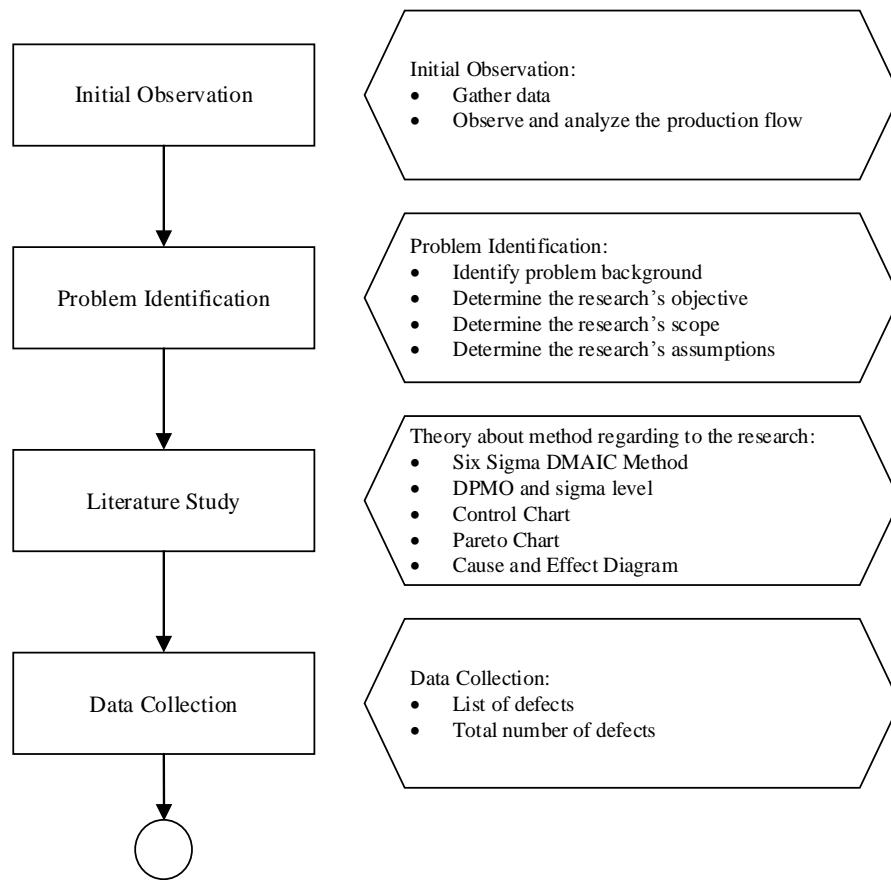 Initial Observation
Initial Observation:
• Gather data
• Observe and analyze the production flow
Problem Identification
Problem Identification:
• Identify problem background
• Determine the research’s objective
• Determine the research’s scope
• Determine the research’s assumptions
Literature Study
Theory about method regarding to the research:
• Six Sigma DMAIC Method
• DPMO and sigma level
• Control Chart
• Pareto Chart
• Cause and Effect Diagram
Data Collection
Data Collection:
• List of defects
• Total number of defects